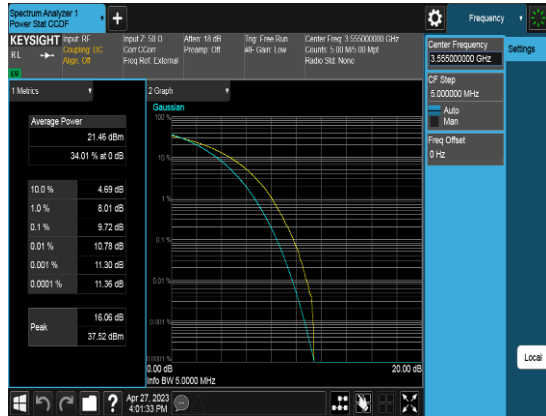 Spectrum Analyzer 1
Power Stat CCDF
Frequency
KEYSIGHT
RL
Input: RF
Coupling: DC
Align: Off
Input Z: 50 Ω
Corr CCorr
Freq Ref: External
Atten: 18 dB
Preamp: Off
Trig: Free Run
#IF Gain: Low
Center Freq: 3.555000000 GHz
Counts: 5.00 M/5.00 Mpt
Radio Std: None
Center Frequency
3.555000000 GHz
Settings
CF Step
5.000000 MHz
Auto
Man
Freq Offset
0 Hz
Local
1 Metrics
Average Power
21.46 dBm
34.01 % at 0 dB
10.0 % 4.69 dB
1.0 % 8.01 dB
0.1 % 9.72 dB
0.01 % 10.78 dB
0.001 % 11.30 dB
0.0001 % 11.36 dB
Peak
16.06 dB
37.52 dBm
2 Graph
Gaussian
100 %
10 %
1 %
0.1 %
0.01 %
0.001 %
0.0001 %
0.00 dB 20.00 dB
Info BW 5.0000 MHz
Apr 27, 2023
4:01:33 PM